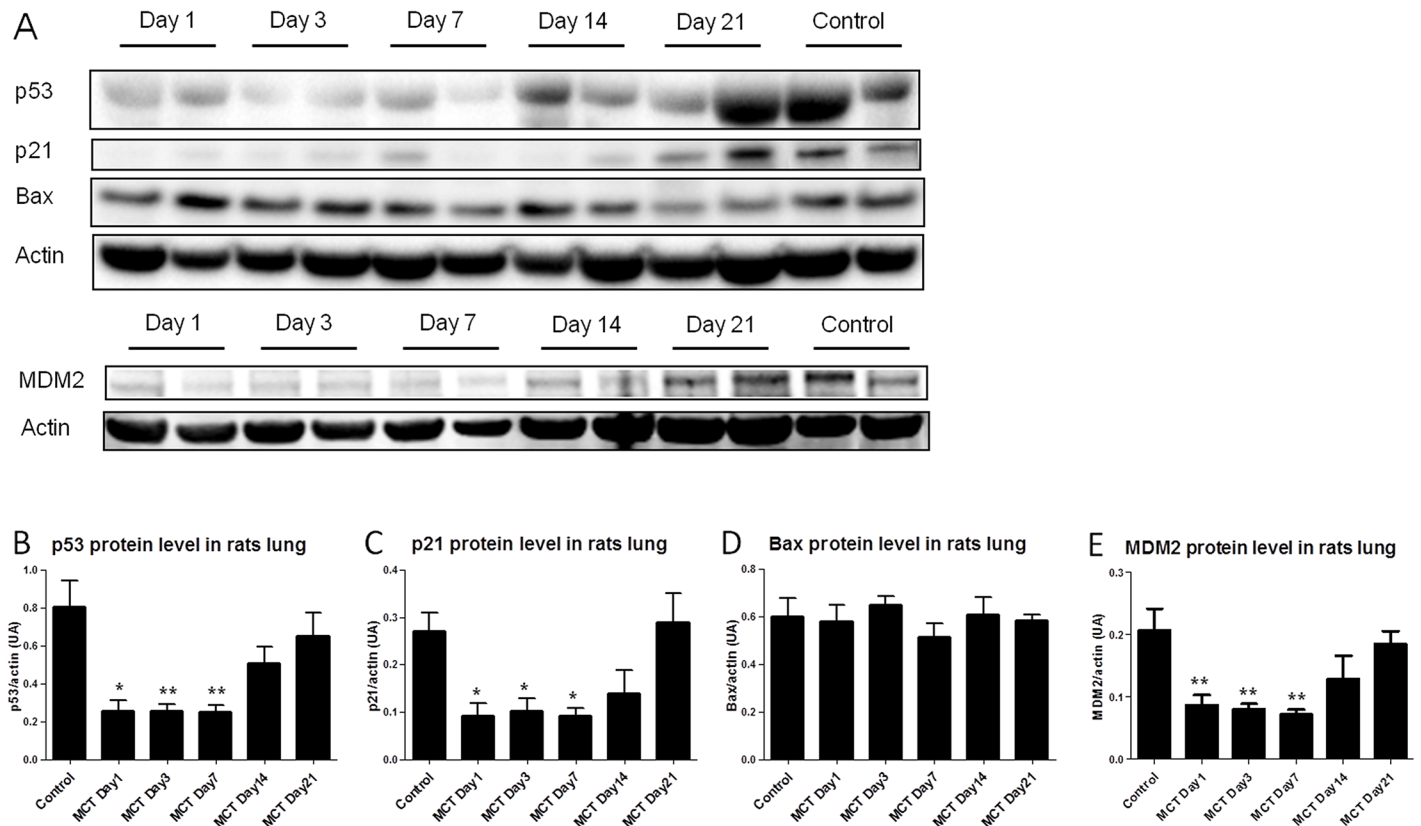 A
Day 1 Day 3 Day 7 Day 14 Day 21 Control
p53
p21
Bax
Actin
Day 1 Day 3 Day 7 Day 14 Day 21 Control
MDM2
Actin
B p53 protein level in rats lung
p53/actin (UA)
1.0
0.8
0.6
0.4
0.2
0.0
* ** **
Control MCT Day1 MCT Day3 MCT Day7 MCT Day14 MCT Day21
C p21 protein level in rats lung
p21/actin (UA)
0.4
0.3
0.2
0.1
0.0
* * *
Control MCT Day1 MCT Day3 MCT Day7 MCT Day14 MCT Day21
D Bax protein level in rats lung
Bax/actin (UA)
0.8
0.6
0.4
0.2
0.0
Control MCT Day1 MCT Day3 MCT Day7 MCT Day14 MCT Day21
E MDM2 protein level in rats lung
MDM2/actin (UA)
0.3
0.2
0.1
0.0
** ** **
Control MCT Day1 MCT Day3 MCT Day7 MCT Day14 MCT Day21